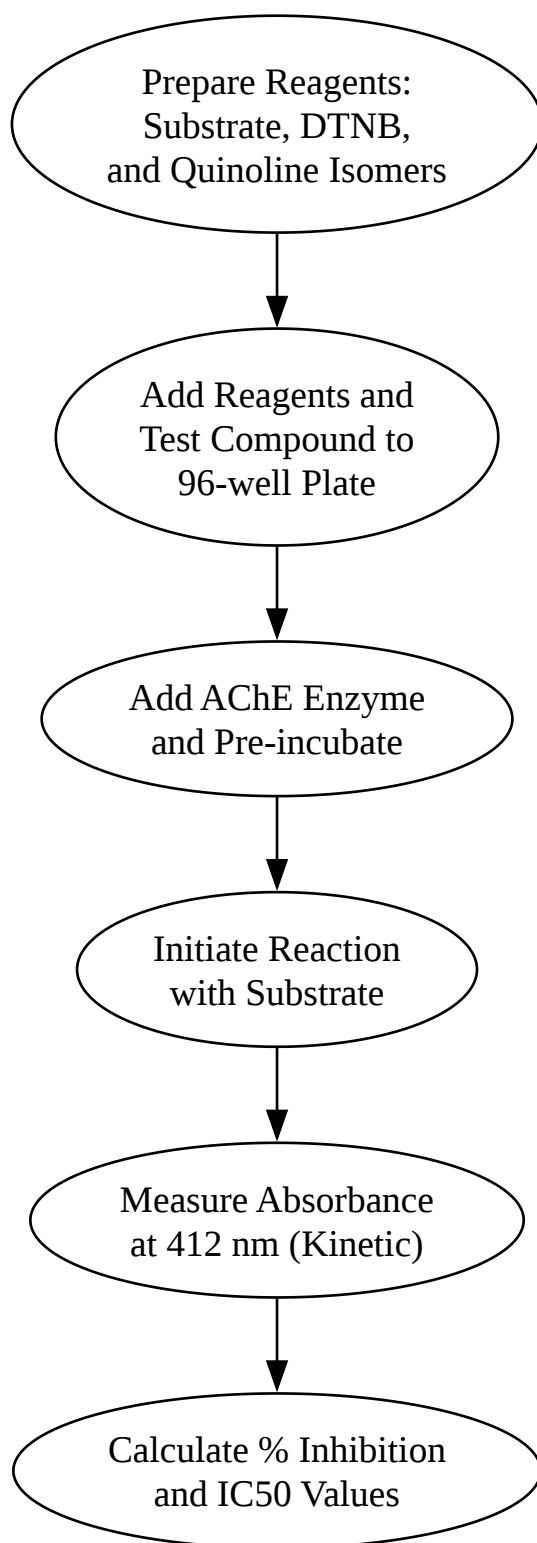 Prepare Reagents:
Substrate, DTNB,
and Quinoline Isomers
Add Reagents and
Test Compound to
96-well Plate
Add AChE Enzyme
and Pre-incubate
Initiate Reaction
with Substrate
Measure Absorbance
at 412 nm (Kinetic)
Calculate % Inhibition
and IC50 Values